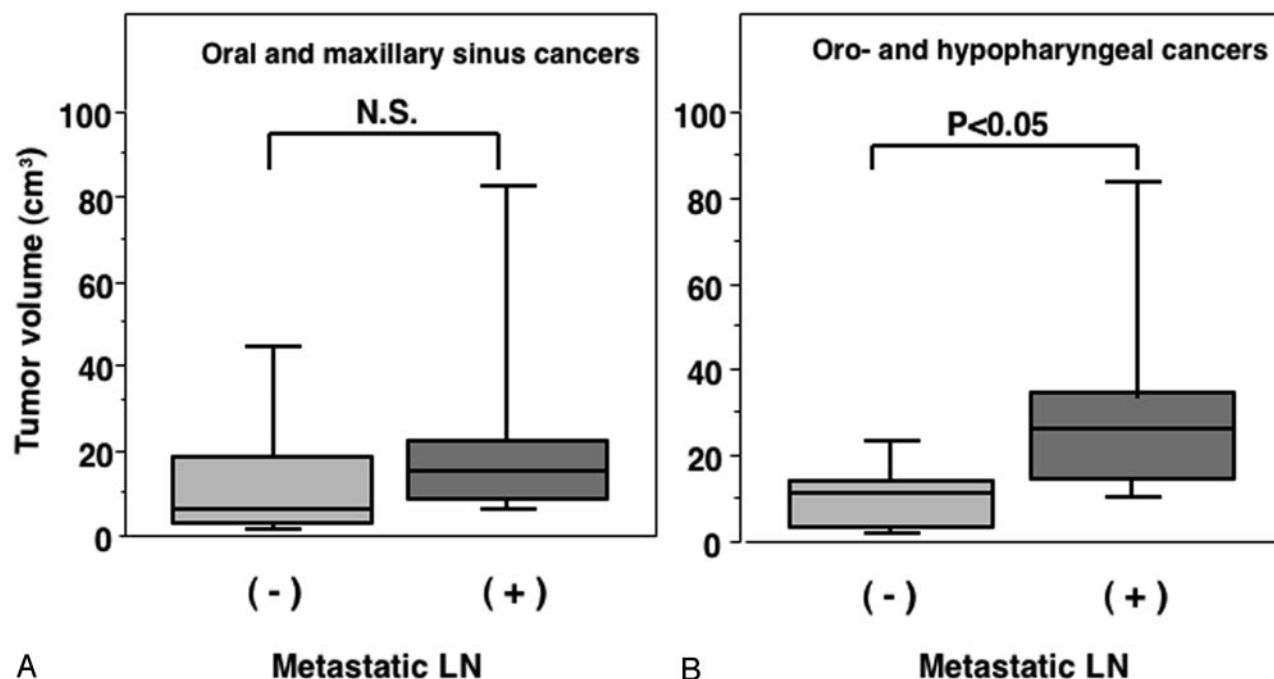 Oral and maxillary sinus cancers
N.S.
100
80
60
40
20
0
Tumor volume (cm³)
( - )
( + )
Metastatic LN
A
Oro- and hypopharyngeal cancers
P<0.05
100
80
60
40
20
0
( - )
( + )
Metastatic LN
B